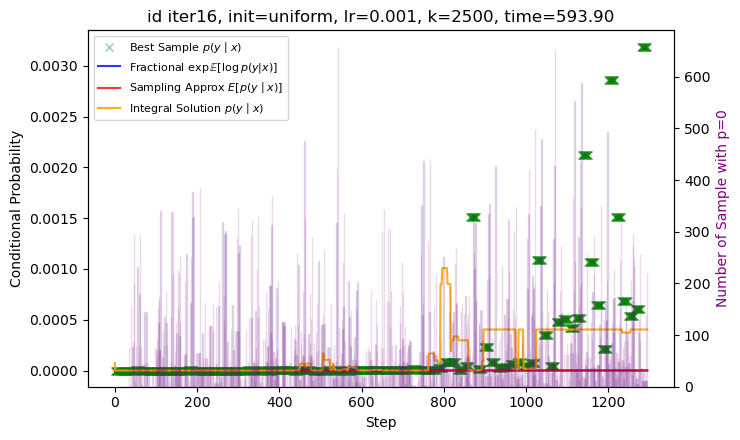 id iter16, init=uniform, lr=0.001, k=2500, time=593.90
Best Sample p(y | x)
Fractional exp𝔼[log p(y|x)]
Sampling Approx E[p(y | x)]
Integral Solution p(y | x)
Conditional Probability
0.0030
0.0025
0.0020
0.0015
0.0010
0.0005
0.0000
600
500
400
300
200
100
0
Number of Sample with p=0
0 200 400 600 800 1000 1200
Step